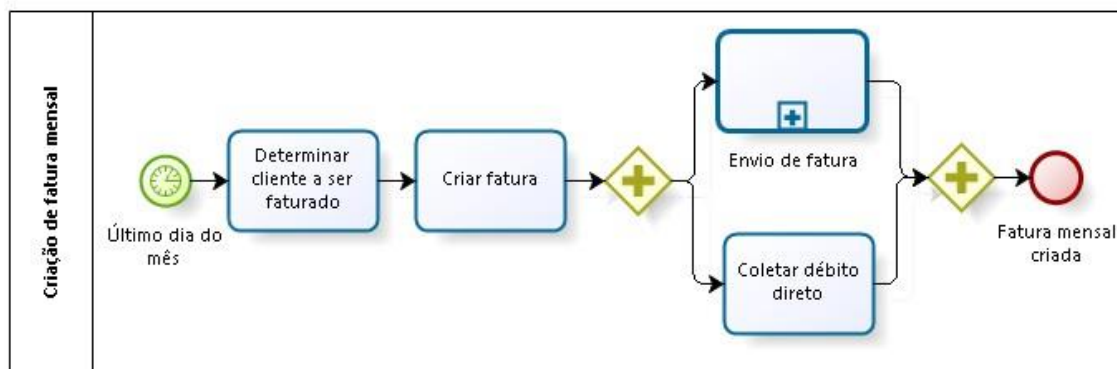 Criação de fatura mensal
Último dia do
mês
Determinar
cliente a ser
faturado
Criar fatura
Envio de fatura
Coletar débito
direto
Fatura mensal
criada